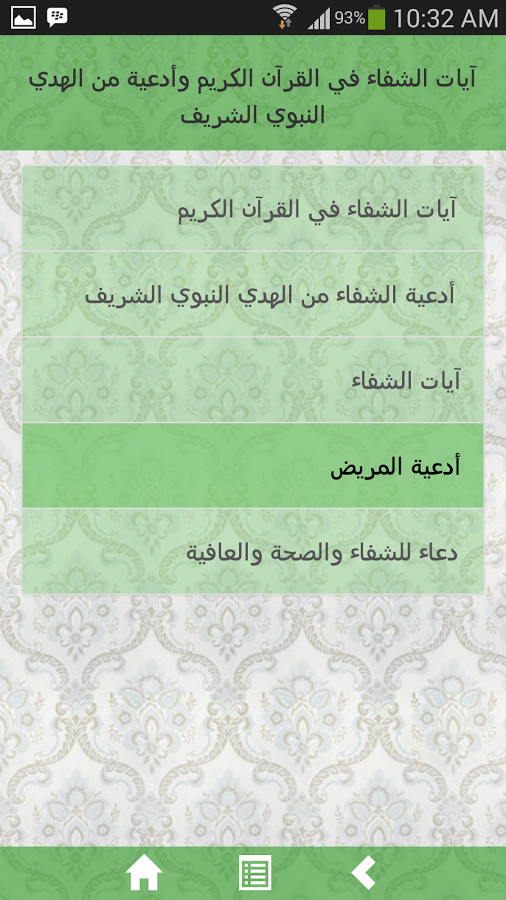 93%
10:32 AM
آيات الشفاء في القرآن الكريم وأدعية من الهدي
النبوي الشريف
آيات الشفاء في القرآن الكريم
أدعية الشفاء من الهدي النبوي الشريف
آيات الشفاء
أدعية المريض
دعاء للشفاء والصحة والعافية